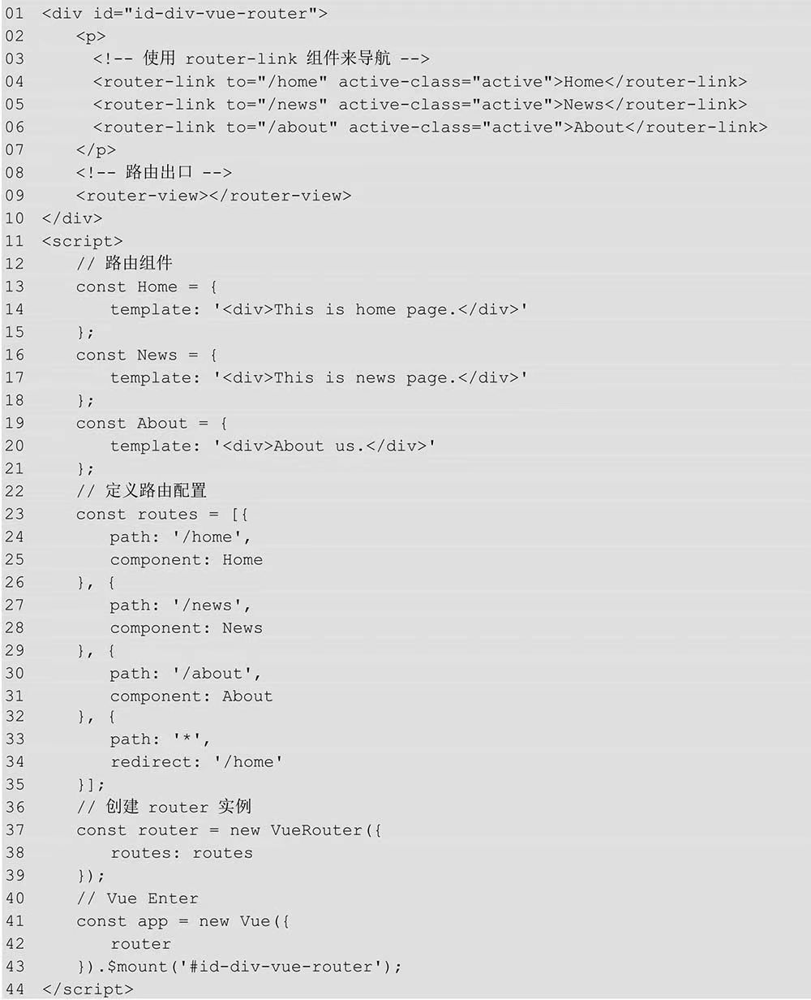 01 <div id="id-div-vue-router">
02 <p>
03 <!-- 使用 router-link 组件来导航 -->
04 <router-link to="/home" active-class="active">Home</router-link>
05 <router-link to="/news" active-class="active">News</router-link>
06 <router-link to="/about" active-class="active">About</router-link>
07 </p>
08 <!-- 路由出口 -->
09 <router-view></router-view>
10 </div>
11 <script>
12 // 路由组件
13 const Home = {
14 template: '<div>This is home page.</div>'
15 };
16 const News = {
17 template: '<div>This is news page.</div>'
18 };
19 const About = {
20 template: '<div>About us.</div>'
21 };
22 // 定义路由配置
23 const routes = [{
24 path: '/home',
25 component: Home
26 }, {
27 path: '/news',
28 component: News
29 }, {
30 path: '/about',
31 component: About
32 }, {
33 path: '*',
34 redirect: '/home'
35 }];
36 // 创建 router 实例
37 const router = new VueRouter({
38 routes: routes
39 });
40 // Vue Enter
41 const app = new Vue({
42 router
43 }).$mount('#id-div-vue-router');
44 </script>